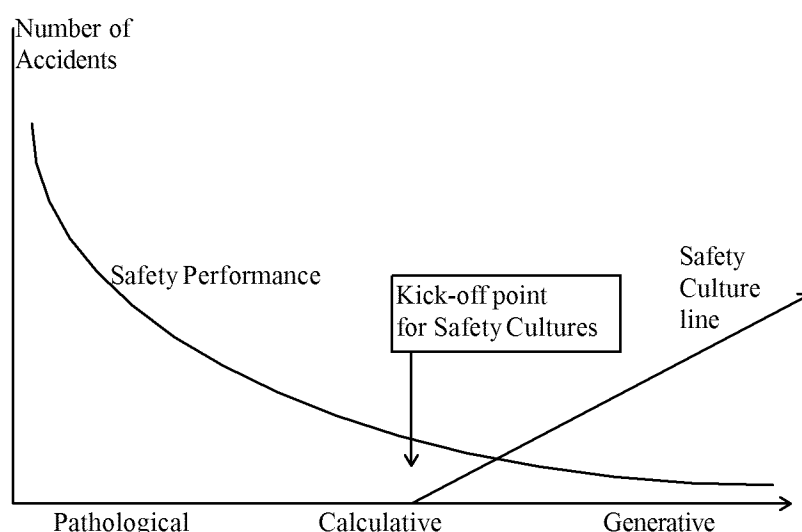 Number of
Accidents
Safety Performance
Kick-off point
for Safety Cultures
Safety
Culture
line
Pathological
Calculative
Generative